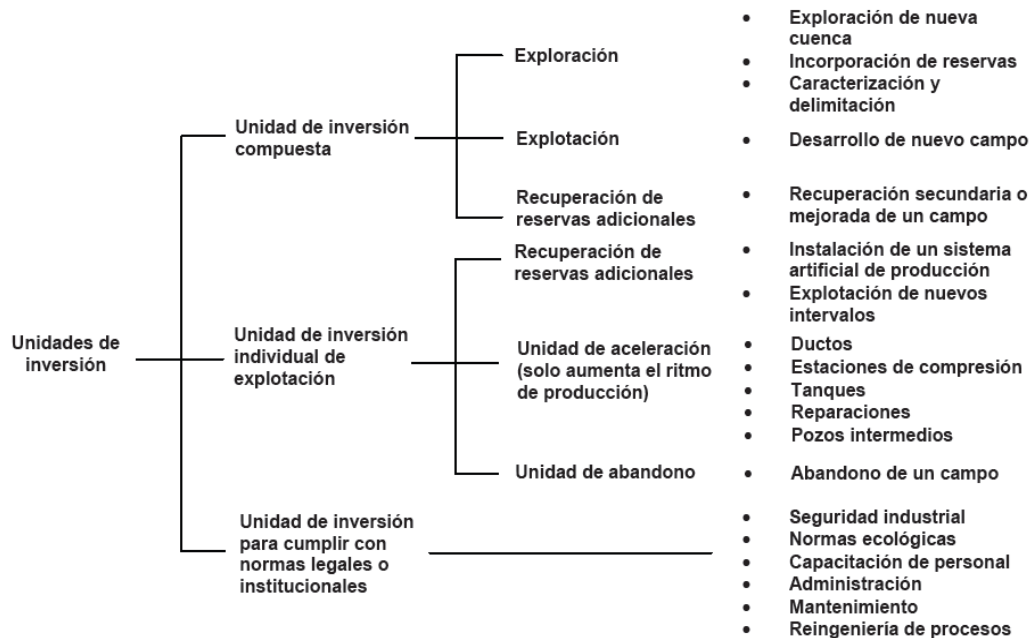 Unidades de
inversión
Unidad de inversión
compuesta
Exploración
• Exploración de nueva
cuenca
• Incorporación de reservas
• Caracterización y
delimitación
Explotación
• Desarrollo de nuevo campo
Recuperación de
reservas adicionales
• Recuperación secundaria o
mejorada de un campo
Unidad de inversión
individual de
explotación
Recuperación de
reservas adicionales
• Instalación de un sistema
artificial de producción
• Explotación de nuevos
intervalos
Unidad de aceleración
(solo aumenta el ritmo
de producción)
• Ductos
• Estaciones de compresión
• Tanques
• Reparaciones
• Pozos intermedios
Unidad de abandono
• Abandono de un campo
Unidad de inversión
para cumplir con
normas legales o
institucionales
• Seguridad industrial
• Normas ecológicas
• Capacitación de personal
• Administración
• Mantenimiento
• Reingeniería de procesos